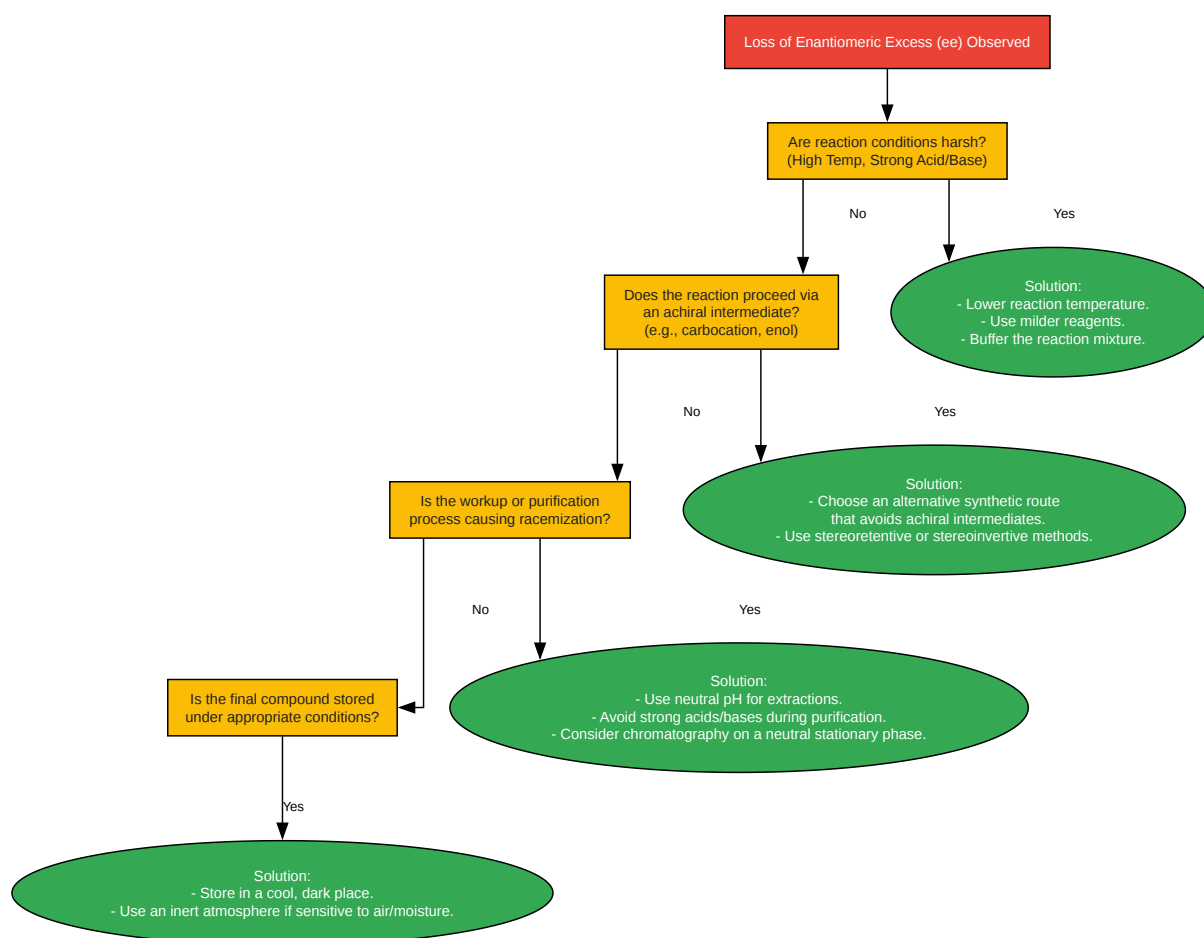 Loss of Enantiomeric Excess (ee) Observed
Are reaction conditions harsh?
(High Temp, Strong Acid/Base)
No
Yes
Solution:
- Lower reaction temperature.
- Use milder reagents.
- Buffer the reaction mixture.
Does the reaction proceed via
an achiral intermediate?
(e.g., carbocation, enol)
No
Yes
Solution:
- Choose an alternative synthetic route
that avoids achiral intermediates.
- Use stereoretentive or stereoinvertive methods.
Is the workup or purification
process causing racemization?
No
Yes
Solution:
- Use neutral pH for extractions.
- Avoid strong acids/bases during purification.
- Consider chromatography on a neutral stationary phase.
Is the final compound stored
under appropriate conditions?
Yes
Solution:
- Store in a cool, dark place.
- Use an inert atmosphere if sensitive to air/moisture.